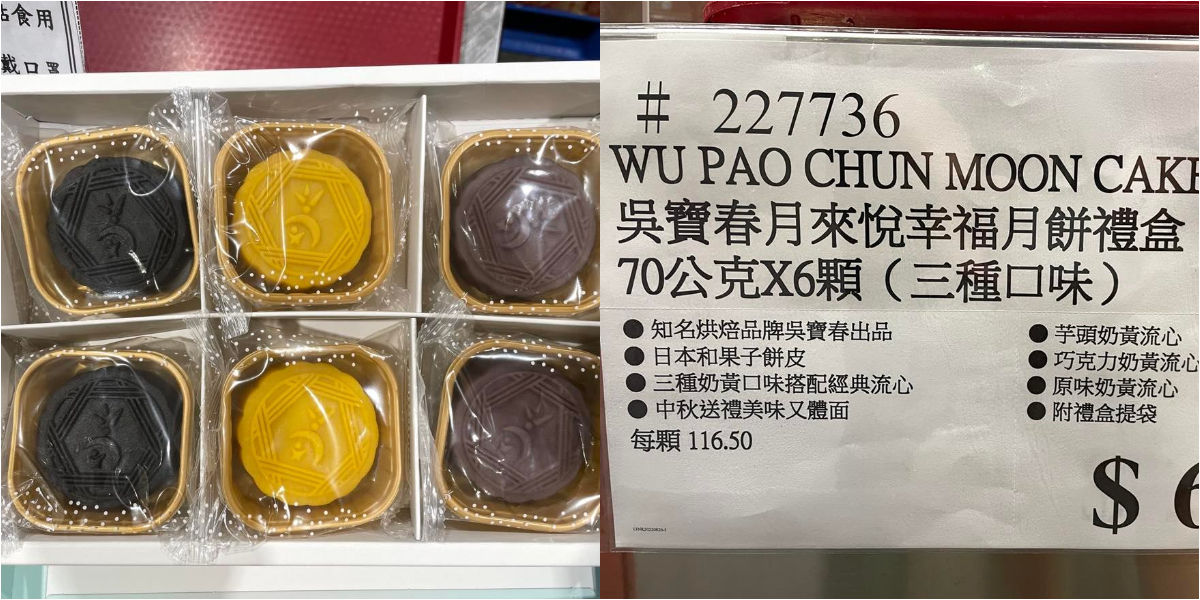 食用
戴口罩
# 227736
WU PAO CHUN MOON CAKE
吳寶春月來悅幸福月餅禮盒
70公克X6顆（三種口味）
● 知名烘焙品牌吳寶春出品
● 日本和果子餅皮
● 三種奶黃口味搭配經典流心
● 中秋送禮美味又體面
每顆 116.50
● 芋頭奶黃流心
● 巧克力奶黃流心
● 原味奶黃流心
● 附禮盒提袋
$ 6